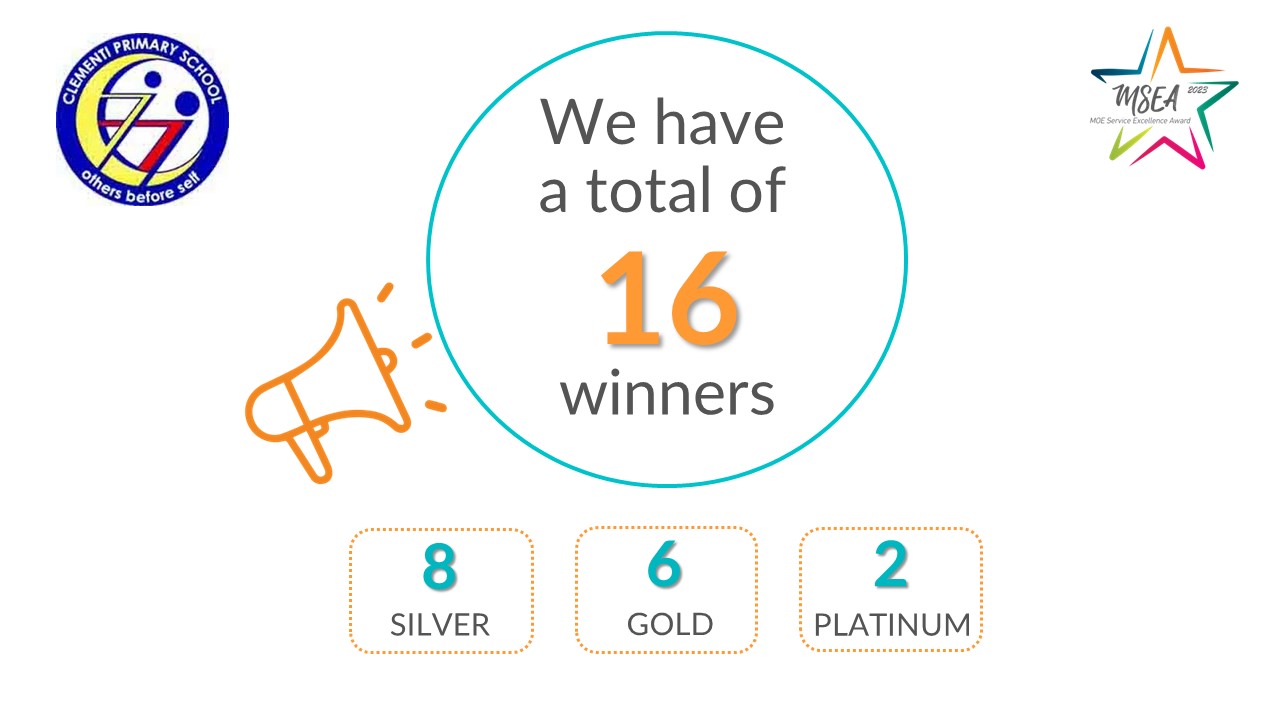 CLEMENTI PRIMARY SCHOOL
others before self
MSEA 2023
MOE Service Excellence Award
We have
a total of
16
winners
8
SILVER
6
GOLD
2
PLATINUM